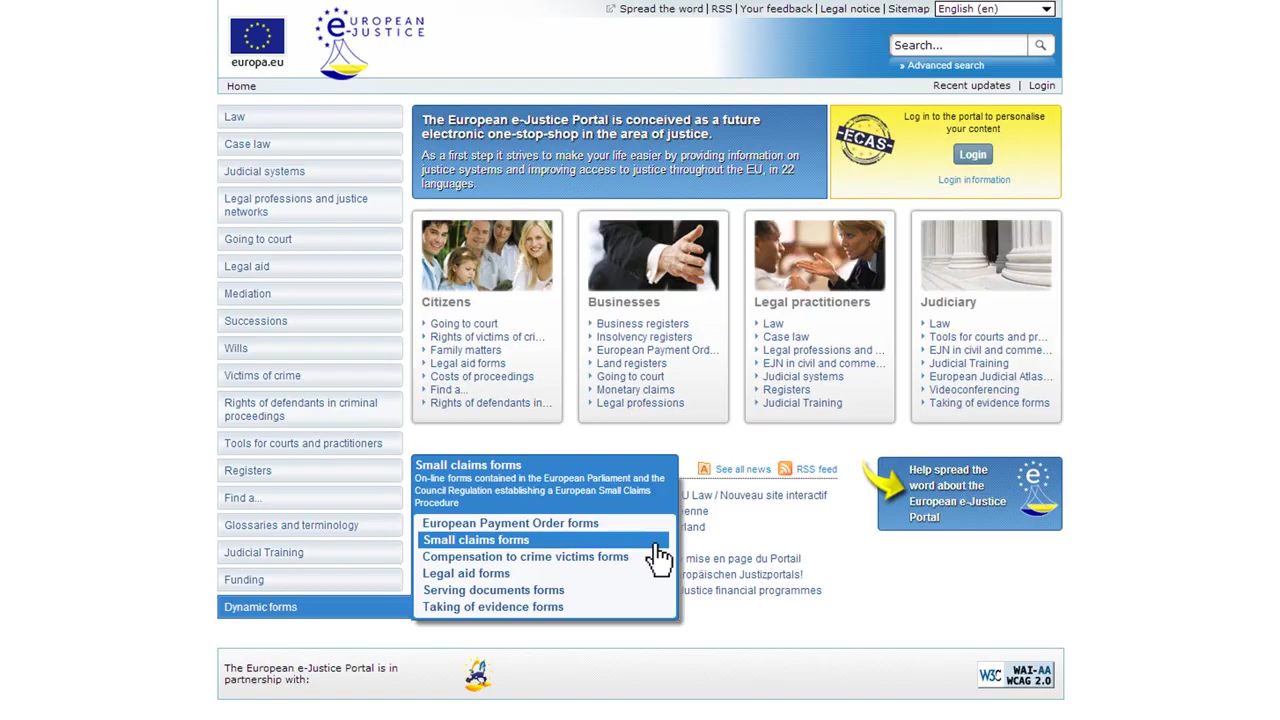 Spread the word | RSS | Your feedback | Legal notice | Sitemap
English (en)
europa.eu
EUROPEAN
e-JUSTICE
Search...
» Advanced search
Home
Recent updates | Login
Law
Case law
Judicial systems
Legal professions and justice
networks
Going to court
Legal aid
Mediation
Successions
Wills
Victims of crime
Rights of defendants in criminal
proceedings
Tools for courts and practitioners
Registers
Find a...
Glossaries and terminology
Judicial Training
Funding
Dynamic forms
The European e-Justice Portal is conceived as a future
electronic one-stop-shop in the area of justice.
As a first step it strives to make your life easier by providing information on
justice systems and improving access to justice throughout the EU, in 22
languages.
ECAS
Log in to the portal to personalise
your content
Login
Login information
Citizens
Going to court
Rights of victims of cri...
Family matters
Legal aid forms
Costs of proceedings
Find a...
Rights of defendants in...
Businesses
Business registers
Insolvency registers
European Payment Ord...
Land registers
Going to court
Monetary claims
Legal professions
Legal practitioners
Law
Case law
Legal professions and ...
EJN in civil and comme...
Judicial systems
Registers
Judicial Training
Judiciary
Law
Tools for courts and pr...
EJN in civil and comme...
Judicial Training
European Judicial Atlas...
Videoconferencing
Taking of evidence forms
Small claims forms
On-line forms contained in the European Parliament and the
Council Regulation establishing a European Small Claims
Procedure
European Payment Order forms
Small claims forms
Compensation to crime victims forms
Legal aid forms
Serving documents forms
Taking of evidence forms
See all news
RSS feed
U Law / Nouveau site interactif
enne
rland
mise en page du Portail
ropäischen Justizportals!
ustice financial programmes
Help spread the
word about the
European e-Justice
Portal
The European e-Justice Portal is in
partnership with:
W3C WAI-AA
WCAG 2.0